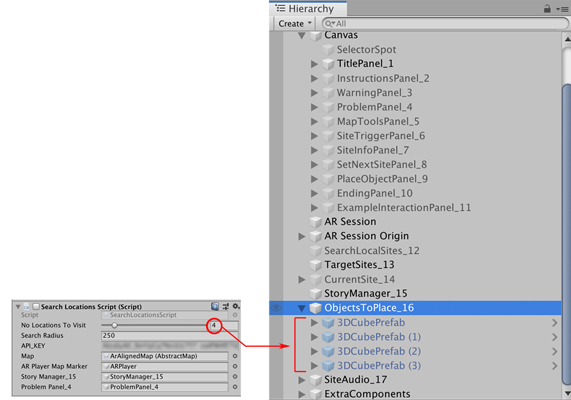 Hierarchy
Create
All
Canvas
SelectorSpot
TitlePanel_1
InstructionsPanel_2
WarningPanel_3
ProblemPanel_4
MapToolsPanel_5
SiteTriggerPanel_6
SiteInfoPanel_7
SetNextSitePanel_8
PlaceObjectPanel_9
EndingPanel_10
ExampleInteractionPanel_11
AR Session
AR Session Origin
SearchLocalSites_12
TargetSites_13
CurrentSite_14
StoryManager_15
ObjectsToPlace_16
3DCubePrefab
3DCubePrefab (1)
3DCubePrefab (2)
3DCubePrefab (3)
SiteAudio_17
ExtraComponents
Search Locations Script (Script)
Script SearchLocationsScript
No Locations To Visit 4
Search Radius 250
API_KEY
Map ArAlignedMap (AbstractMap)
AR Player Map Marker ARPlayer
Story Manager_15 StoryManager_15
Problem Panel_4 ProblemPanel_4